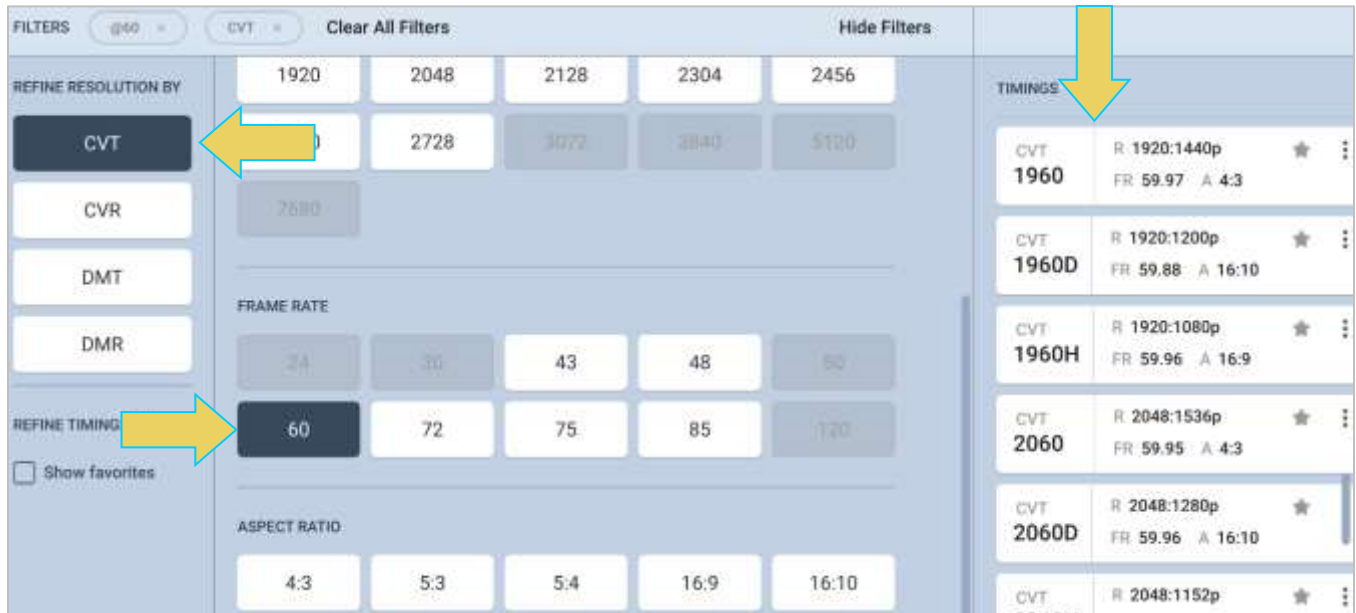 FILTERS @60 × CVT × Clear All Filters Hide Filters
REFINE RESOLUTION BY
CVT
CVR
DMT
DMR
REFINE TIMING
Show favorites
1920 2048 2128 2304 2456
2728 3072 3840 5120
7680
FRAME RATE
24 30 43 48
60 72 75 85 120
ASPECT RATIO
4:3 5:3 5:4 16:9 16:10
TIMINGS
CVT R 1920:1440p
1960 FR 59.97 A 4:3
CVT R 1920:1200p
1960D FR 59.88 A 16:10
CVT R 1920:1080p
1960H FR 59.96 A 16:9
CVT R 2048:1536p
2060 FR 59.95 A 4:3
CVT R 2048:1280p
2060D FR 59.96 A 16:10
CVT R 2048:1152p